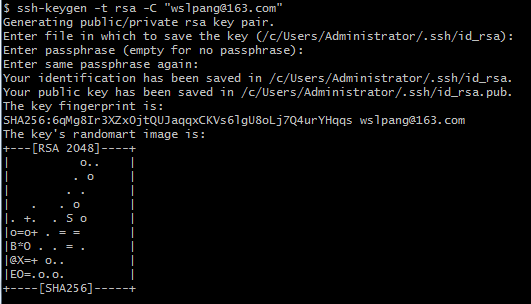 $ ssh-keygen -t rsa -C "wslpang@163.com"
Generating public/private rsa key pair.
Enter file in which to save the key (/c/Users/Administrator/.ssh/id_rsa):
Enter passphrase (empty for no passphrase):
Enter same passphrase again:
Your identification has been saved in /c/Users/Administrator/.ssh/id_rsa.
Your public key has been saved in /c/Users/Administrator/.ssh/id_rsa.pub.
The key fingerprint is:
SHA256:6qMg8Ir3XZxOjtQUJaqqxCKVs6lgU8oLj7Q4urYHqqs wslpang@163.com
The key's randomart image is:
+---[RSA 2048]----+
|           o..   |
|          . o    |
|         . .     |
|   .   . o       |
|. +.  . S o      |
|o=o+ . = =       |
|B*O . . = .      |
|@X=+ o..         |
|EO=.o.o.         |
+----[SHA256]-----+